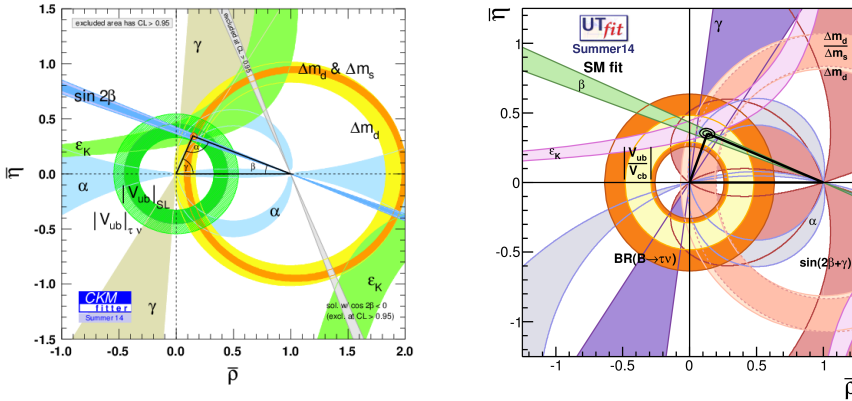 excluded area has CL > 0.95
γ
excluded at CL > 0.95
Δm_d & Δm_s
sin 2β
Δm_d
ε_K
α
γ
β
α
α
|V_ub|_SL
|V_ub|_τν
ε_K
γ
CKM
fitter
Summer 14
sol. w/ cos 2β < 0
(excl. at CL > 0.95)
1.5
1.0
0.5
0.0
-0.5
-1.0
1.5
η̄
-1.0
-0.5
0.0
0.5
1.0
1.5
2.0
ρ̄
UTfit
Summer14
SM fit
γ
Δm_d
Δm_s
Δm_d
β
ε_K
|V_ub|
|V_cb|
α
BR(B→τν)
sin(2β+γ)
η̄
1
0.5
0
-0.5
-1
-1
-0.5
0
0.5
1
ρ̄